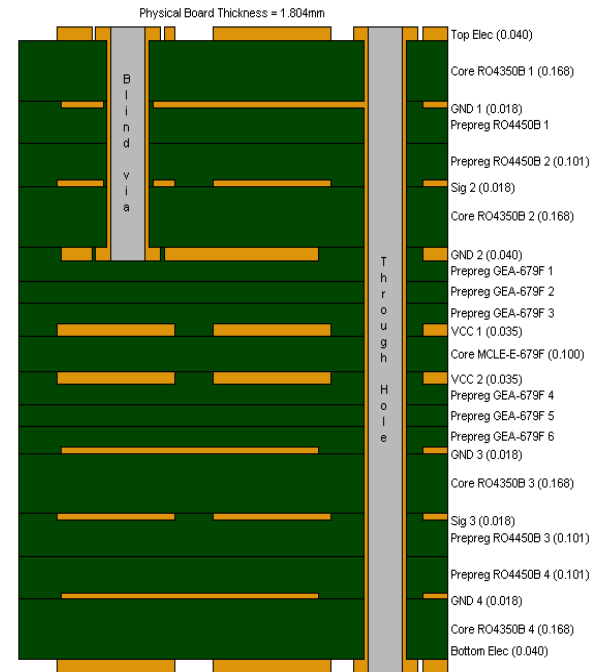 Physical Board Thickness = 1.804mm
Top Elec (0.040)
Core RO4350B 1 (0.168)
GND 1 (0.018)
Prepreg RO4450B 1
Prepreg RO4450B 2 (0.101)
Sig 2 (0.018)
Core RO4350B 2 (0.168)
GND 2 (0.040)
Prepreg GEA-679F 1
Prepreg GEA-679F 2
Prepreg GEA-679F 3
VCC 1 (0.035)
Core MCLE-E-679F (0.100)
VCC 2 (0.035)
Prepreg GEA-679F 4
Prepreg GEA-679F 5
Prepreg GEA-679F 6
GND 3 (0.018)
Core RO4350B 3 (0.168)
Sig 3 (0.018)
Prepreg RO4450B 3 (0.101)
Prepreg RO4450B 4 (0.101)
GND 4 (0.018)
Core RO4350B 4 (0.168)
Bottom Elec (0.040)
Blind via
Through Hole